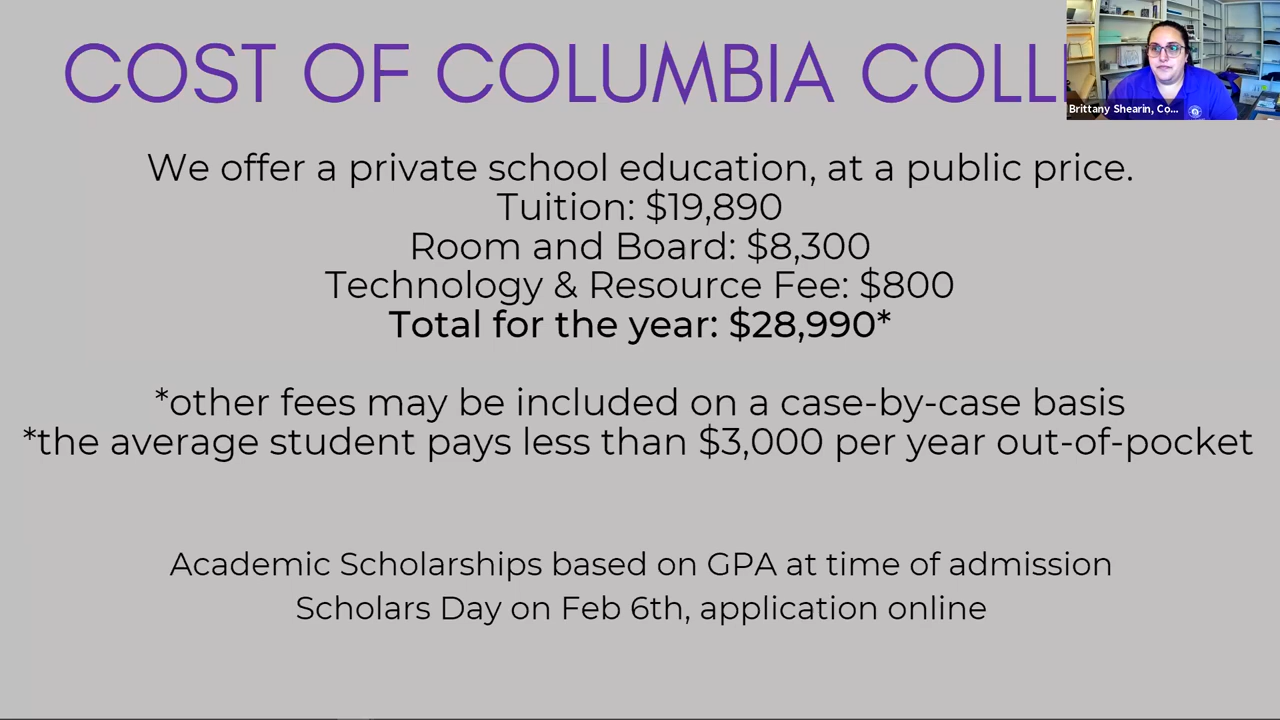 COST OF COLUMBIA COLL
Brittany Shearin, Co...
We offer a private school education, at a public price.
Tuition: $19,890
Room and Board: $8,300
Technology & Resource Fee: $800
Total for the year: $28,990*
*other fees may be included on a case-by-case basis
*the average student pays less than $3,000 per year out-of-pocket
Academic Scholarships based on GPA at time of admission
Scholars Day on Feb 6th, application online